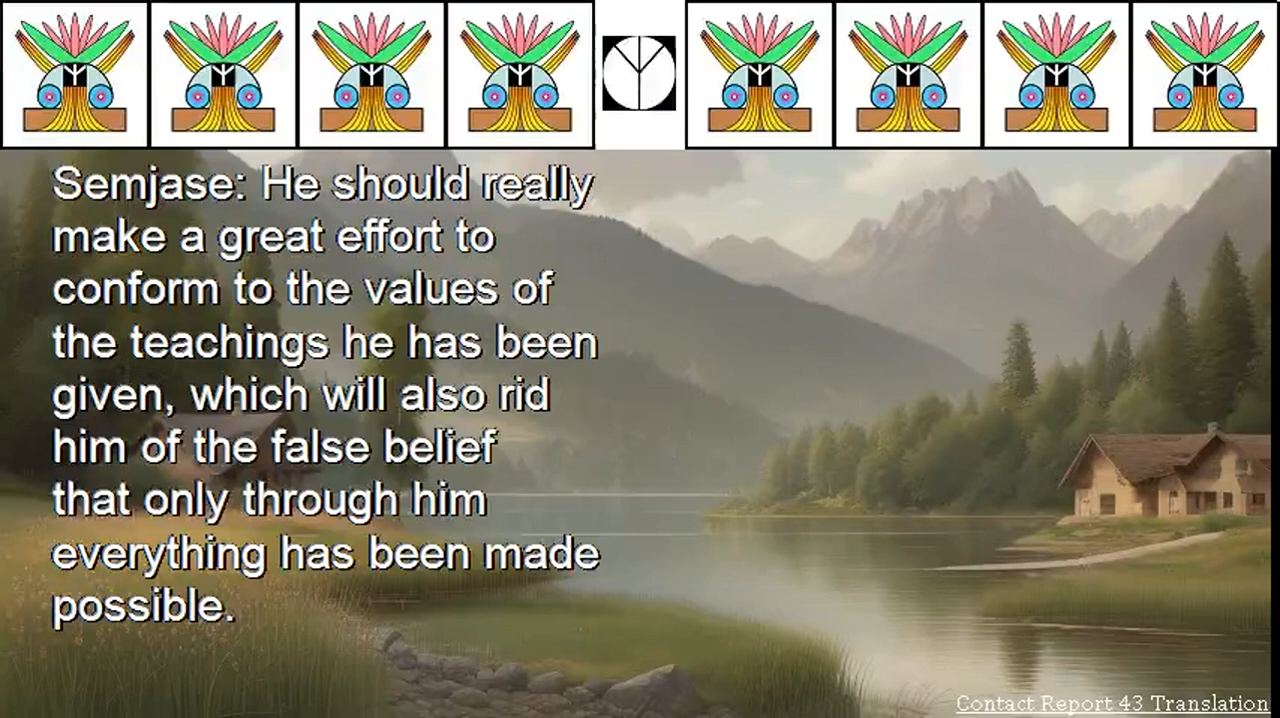 Semjase: He should really
make a great effort to
conform to the values of
the teachings he has been
given, which will also rid
him of the false belief
that only through him
everything has been made
possible.
Contact Report 43 Translation